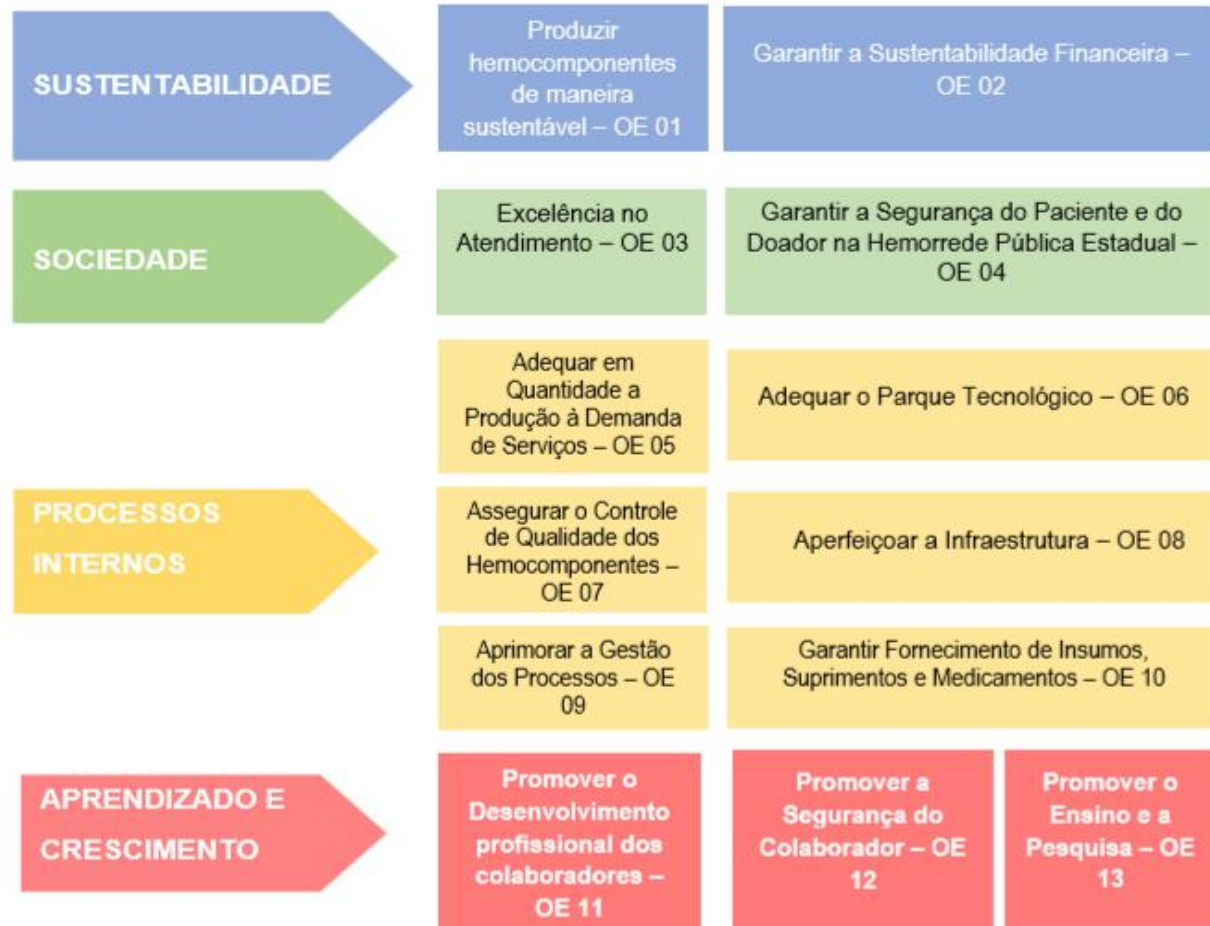 SUSTENTABILIDADE
Produzir
hemocomponentes
de maneira
sustentável – OE 01
Garantir a Sustentabilidade Financeira –
OE 02
SOCIEDADE
Excelência no
Atendimento – OE 03
Garantir a Segurança do Paciente e do
Doador na Hemorrede Pública Estadual –
OE 04
PROCESSOS
INTERNOS
Adequar em
Quantidade a
Produção à Demanda
de Serviços – OE 05
Adequar o Parque Tecnológico – OE 06
Assegurar o Controle
de Qualidade dos
Hemocomponentes –
OE 07
Aperfeiçoar a Infraestrutura – OE 08
Aprimorar a Gestão
dos Processos – OE
09
Garantir Fornecimento de Insumos,
Suprimentos e Medicamentos – OE 10
APRENDIZADO E
CRESCIMENTO
Promover o
Desenvolvimento
profissional dos
colaboradores –
OE 11
Promover a
Segurança do
Colaborador – OE
12
Promover o
Ensino e a
Pesquisa – OE
13